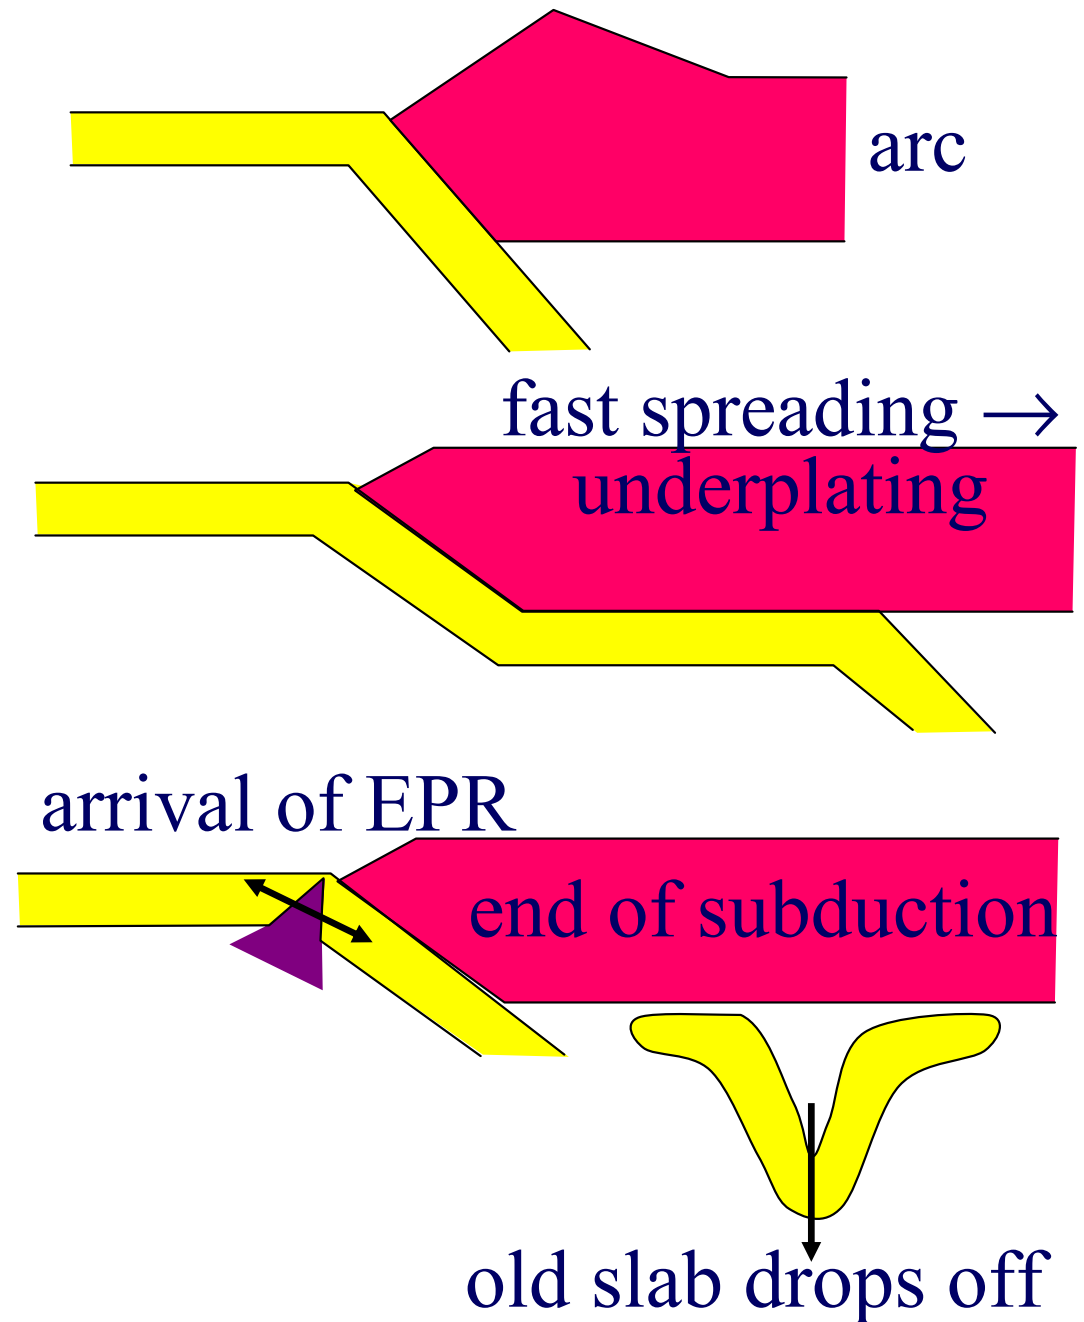 arc
fast spreading →
underplating
arrival of EPR
end of subduction
old slab drops off